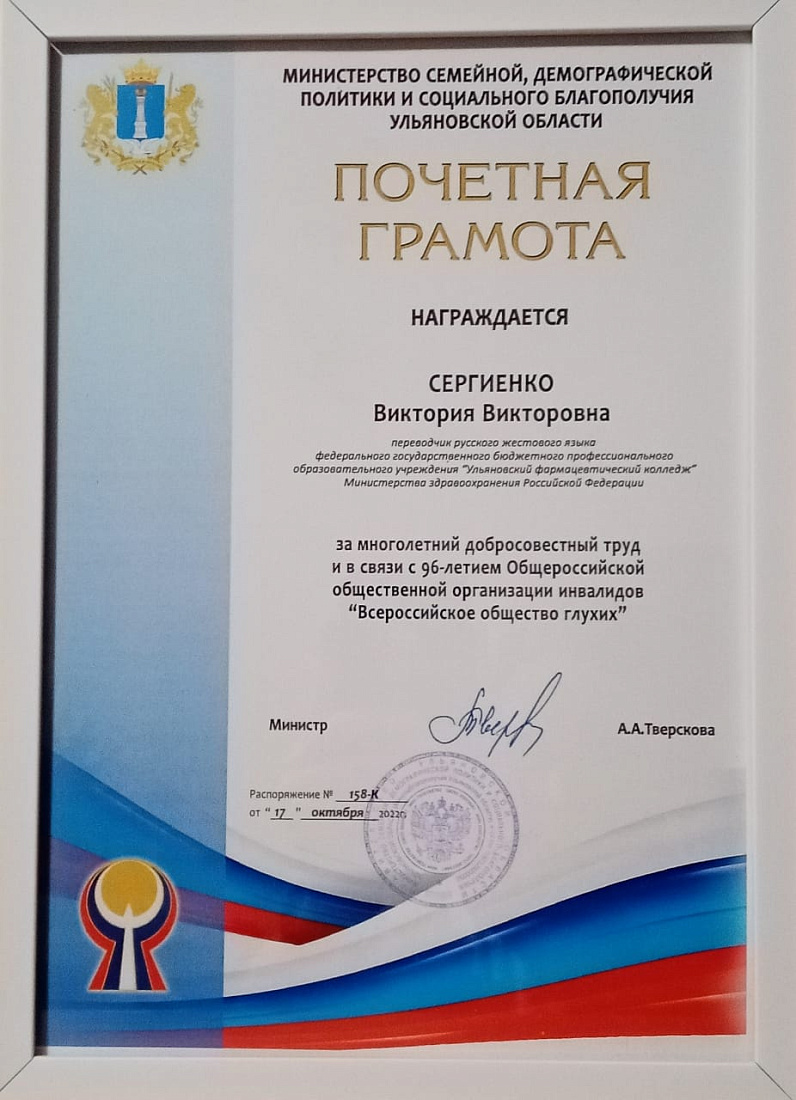 МИНИСТЕРСТВО СЕМЕЙНОЙ, ДЕМОГРАФИЧЕСКОЙ
ПОЛИТИКИ И СОЦИАЛЬНОГО БЛАГОПОЛУЧИЯ
УЛЬЯНОВСКОЙ ОБЛАСТИ
ПОЧЕТНАЯ
ГРАМОТА
НАГРАЖДАЕТСЯ
СЕРГИЕНКО
Виктория Викторовна
переводчик русского жестового языка
федерального государственного бюджетного профессионального
образовательного учреждения "Ульяновский фармацевтический колледж"
Министерства здравоохранения Российской Федерации
за многолетний добросовестный труд
и в связи с 96-летием Общероссийской
общественной организации инвалидов
"Всероссийское общество глухих"
Министр А.А.Тверскова
Распоряжение № 158-К
от "17" октября 2022г.